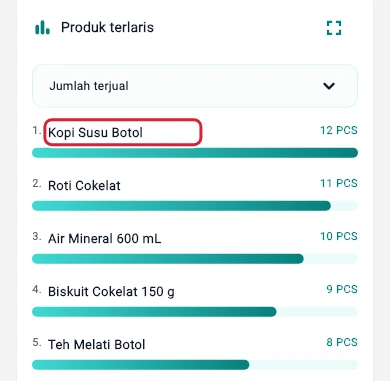 Produk terlaris
Jumlah terjual
1. Kopi Susu Botol 12 PCS
2. Roti Cokelat 11 PCS
3. Air Mineral 600 mL 10 PCS
4. Biskuit Cokelat 150 g 9 PCS
5. Teh Melati Botol 8 PCS